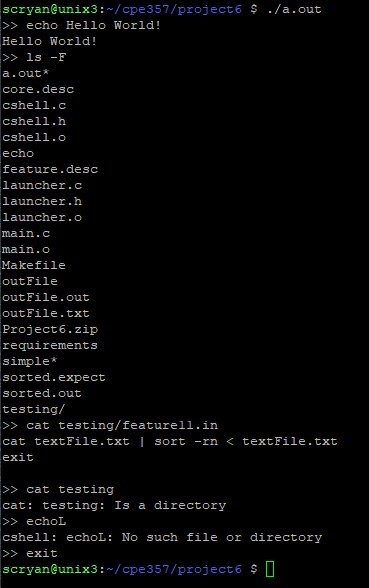 scryan@unix3:~/cpe357/project6 $ ./a.out
>> echo Hello World!
Hello World!
>> ls -F
a.out*
core.desc
cshell.c
cshell.h
cshell.o
echo
feature.desc
launcher.c
launcher.h
launcher.o
main.c
main.o
Makefile
outFile
outFile.out
outFile.txt
Project6.zip
requirements
simple*
sorted.expect
sorted.out
testing/
>> cat testing/feature11.in
cat textFile.txt | sort -rn < textFile.txt
exit
>> cat testing
cat: testing: Is a directory
>> echoL
cshell: echoL: No such file or directory
>> exit
scryan@unix3:~/cpe357/project6 $